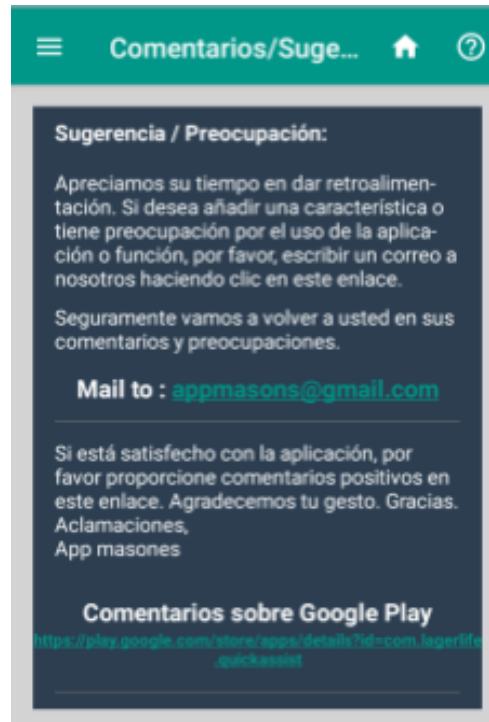 Comentarios/Suge...
Sugerencia / Preocupación:
Apreciamos su tiempo en dar retroalimen-
tación. Si desea añadir una característica o
tiene preocupación por el uso de la aplica-
ción o función, por favor, escribir un correo a
nosotros haciendo clic en este enlace.
Seguramente vamos a volver a usted en sus
comentarios y preocupaciones.
Mail to : appmasons@gmail.com
Si está satisfecho con la aplicación, por
favor proporcione comentarios positivos en
este enlace. Agradecemos tu gesto. Gracias.
Aclamaciones,
App masones
Comentarios sobre Google Play
https://play.google.com/store/apps/details?id=com.lagerlife
.quickassist